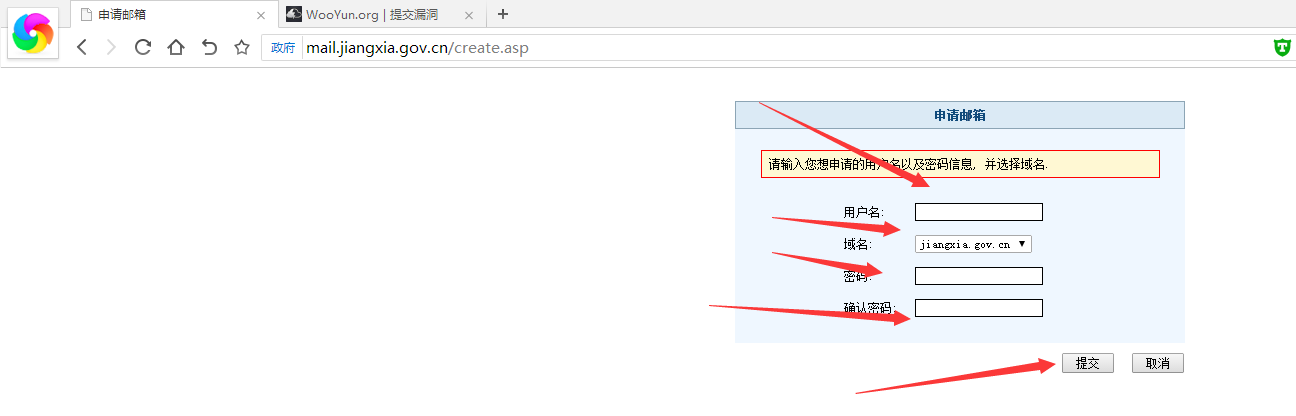 申请邮箱
WooYun.org | 提交漏洞
政府 mail.jiangxia.gov.cn/create.asp
申请邮箱
请输入您想申请的用户名以及密码信息, 并选择域名.
用户名:
域名: jiangxia.gov.cn
密码:
确认密码:
提交 取消